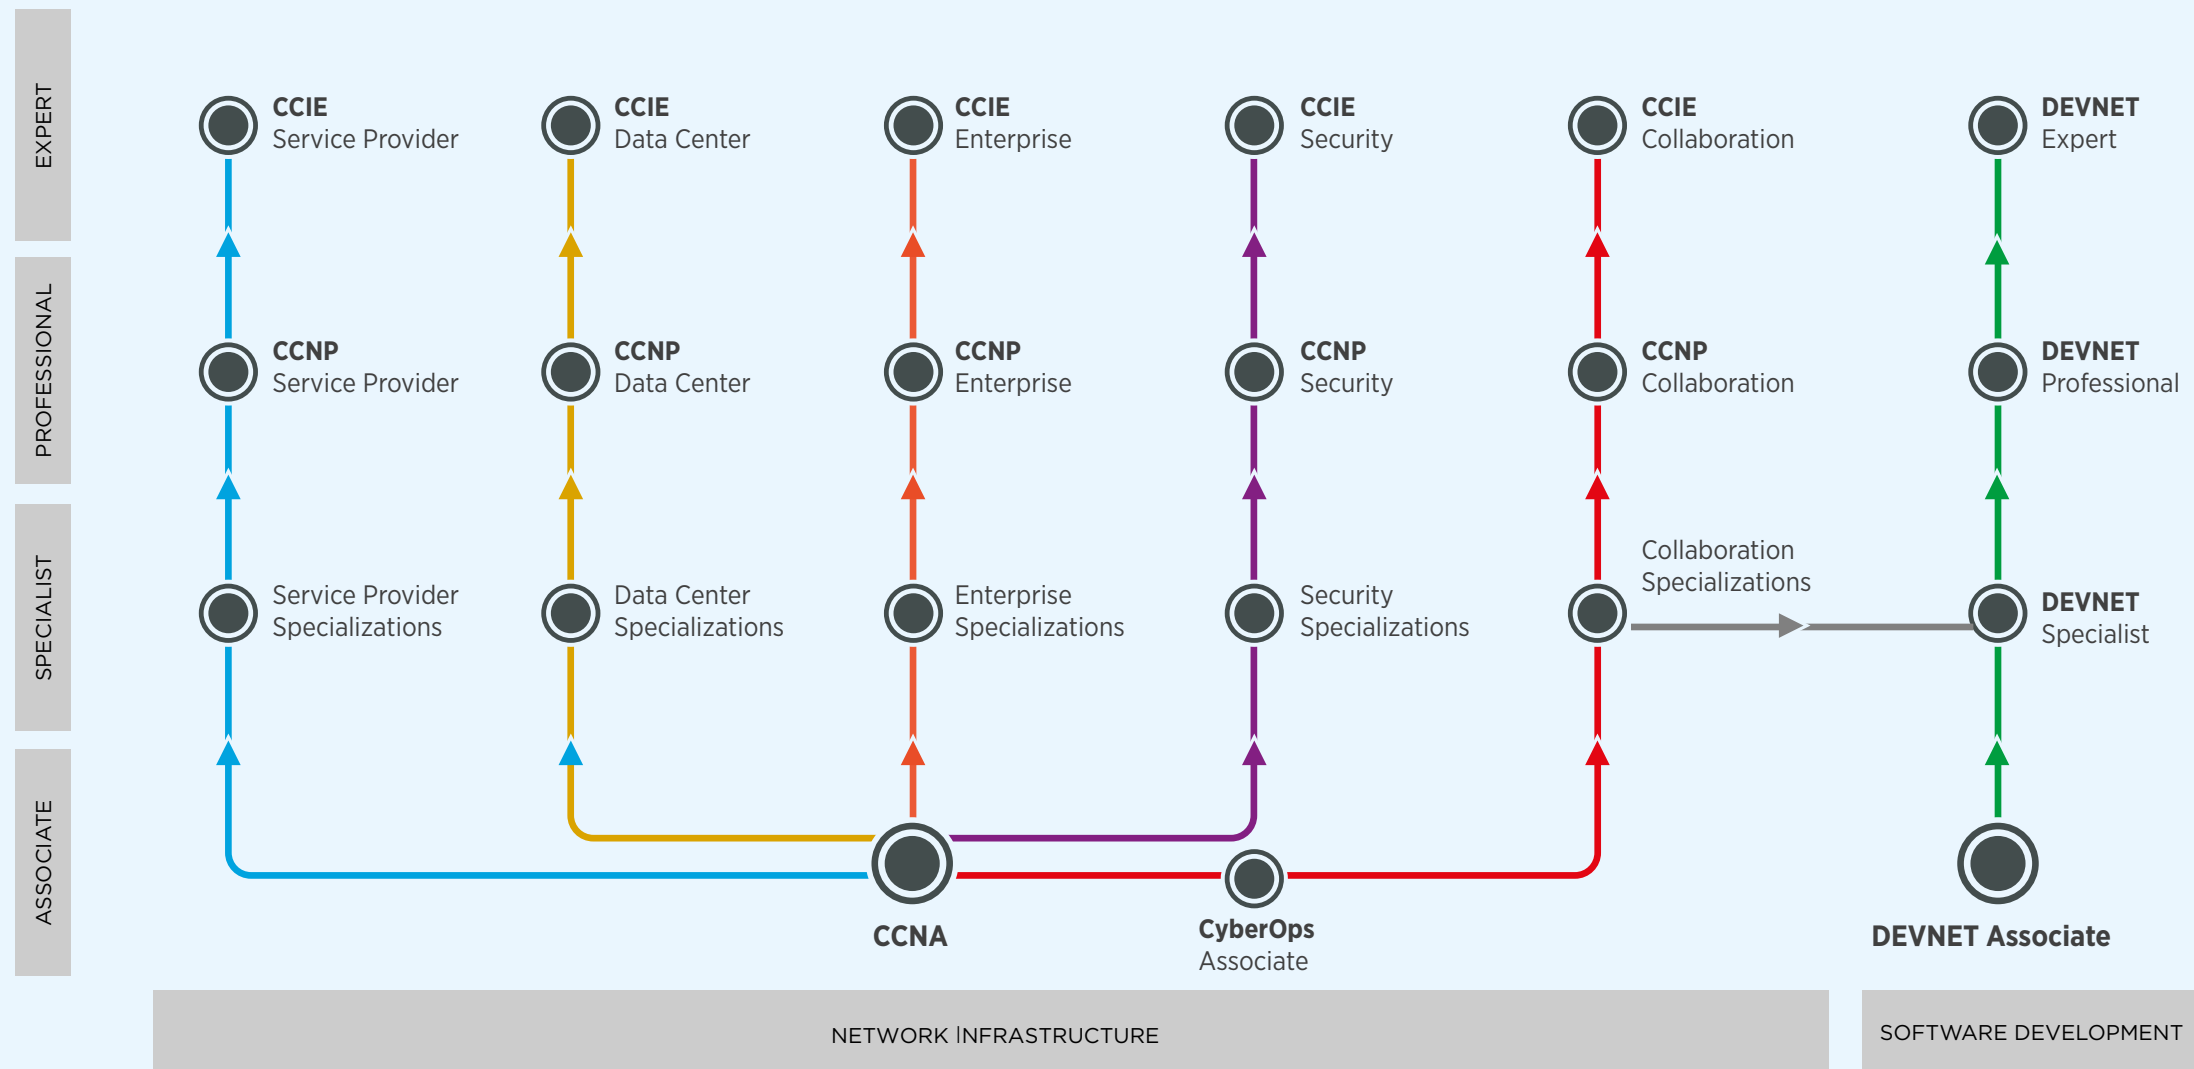 EXPERT
CCIE
Service Provider
CCIE
Data Center
CCIE
Enterprise
CCIE
Security
CCIE
Collaboration
DEVNET
Expert
PROFESSIONAL
CCNP
Service Provider
CCNP
Data Center
CCNP
Enterprise
CCNP
Security
CCNP
Collaboration
DEVNET
Professional
SPECIALIST
Service Provider
Specializations
Data Center
Specializations
Enterprise
Specializations
Security
Specializations
Collaboration
Specializations
DEVNET
Specialist
ASSOCIATE
CCNA
CyberOps
Associate
DEVNET Associate
NETWORK INFRASTRUCTURE
SOFTWARE DEVELOPMENT